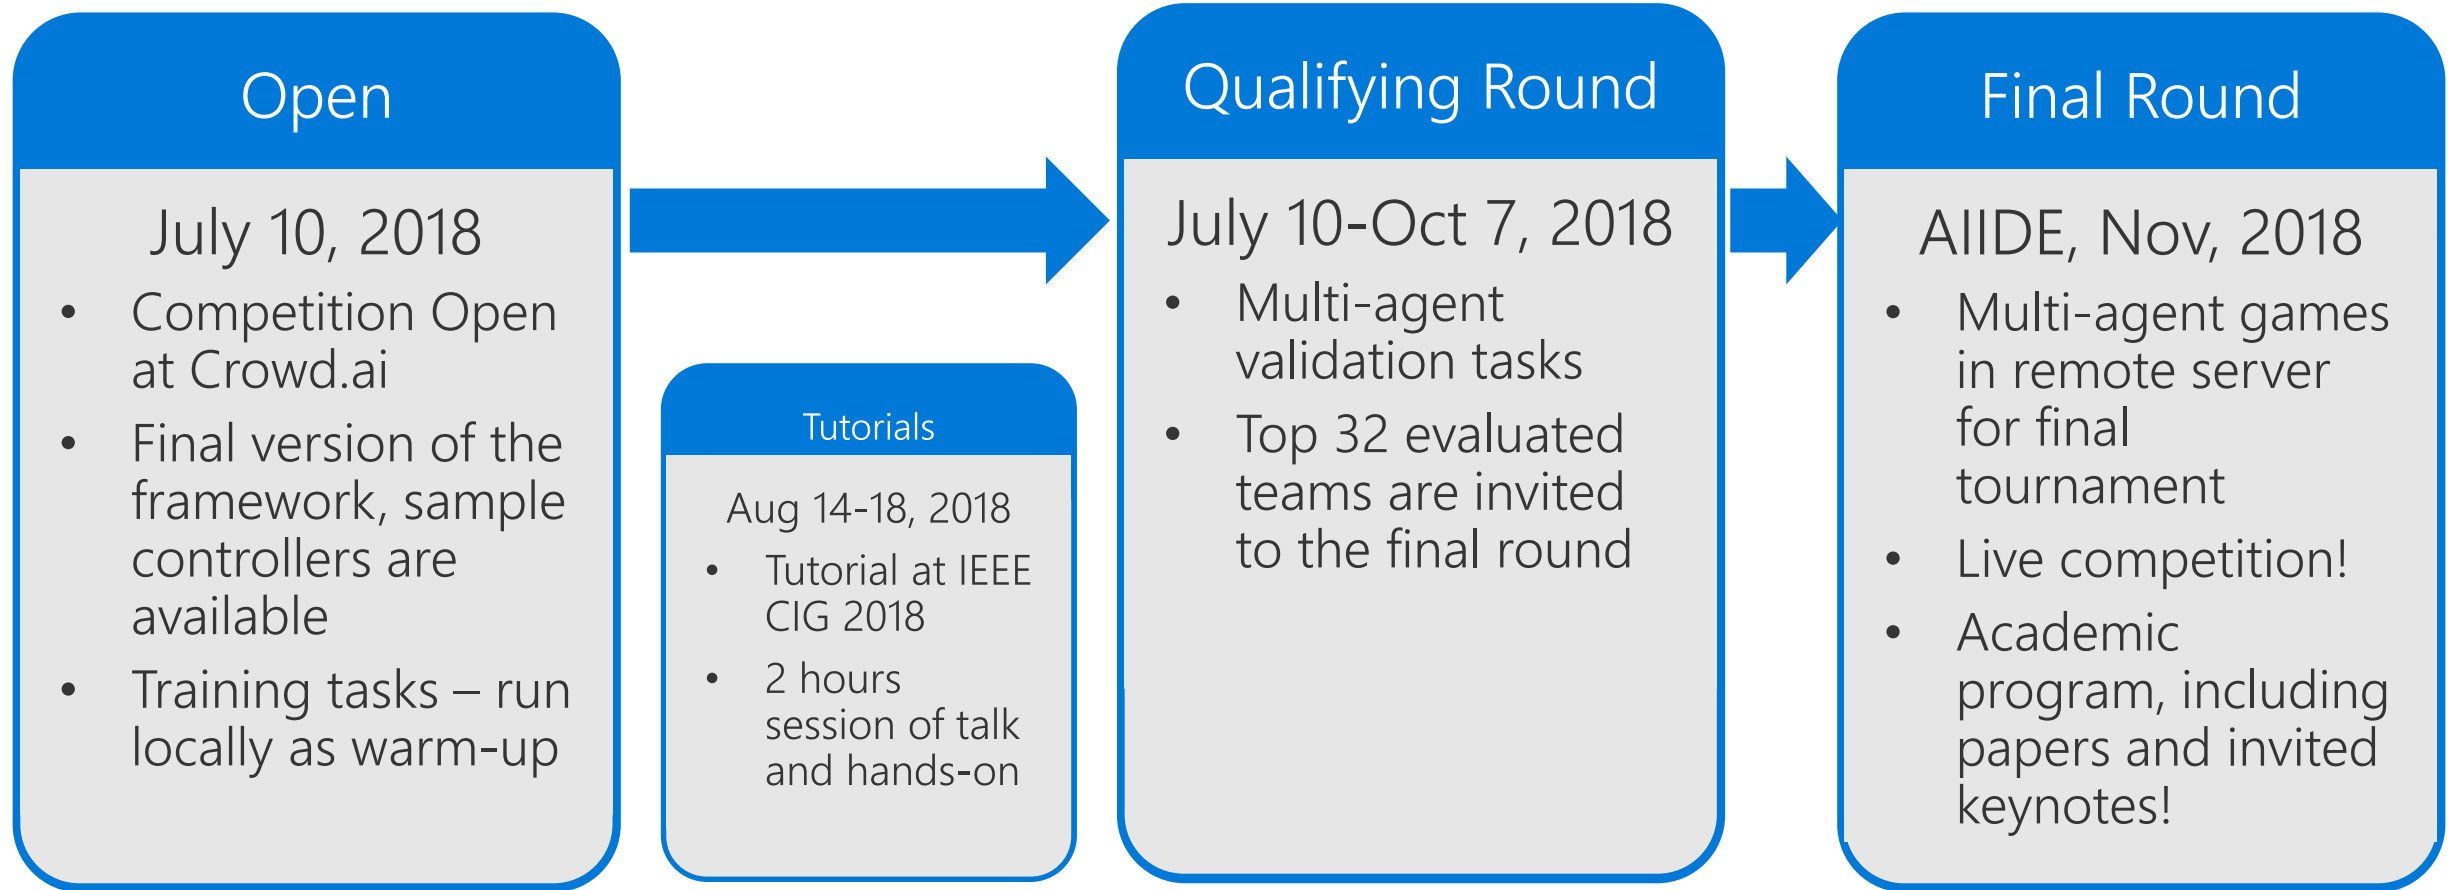 Open
July 10, 2018
• Competition Open
at Crowd.ai
• Final version of the
framework, sample
controllers are
available
• Training tasks – run
locally as warm-up
Tutorials
Aug 14-18, 2018
• Tutorial at IEEE
CIG 2018
• 2 hours
session of talk
and hands-on
Qualifying Round
July 10-Oct 7, 2018
• Multi-agent
validation tasks
• Top 32 evaluated
teams are invited
to the final round
Final Round
AIIDE, Nov, 2018
• Multi-agent games
in remote server
for final
tournament
• Live competition!
• Academic
program, including
papers and invited
keynotes!